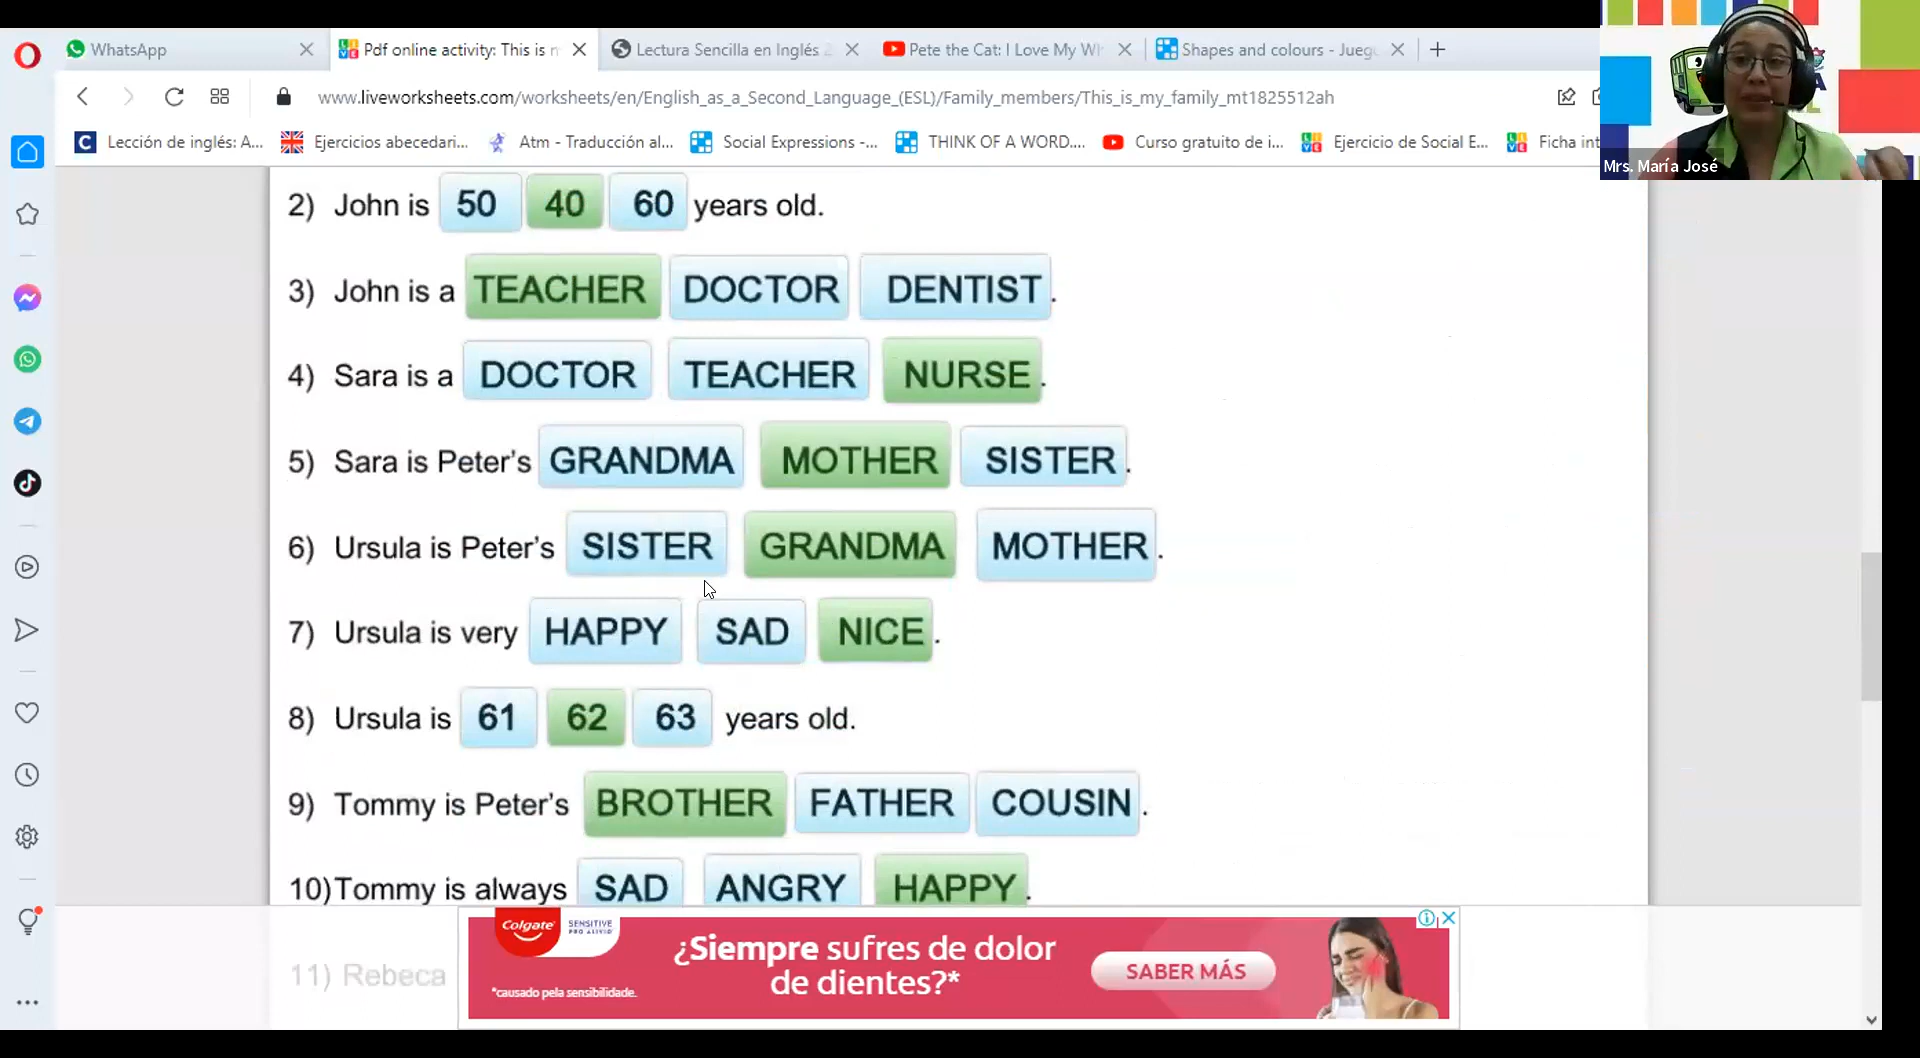 WhatsApp
Pdf online activity: This is m
Lectura Sencilla en Inglés 2
Pete the Cat: I Love My Wh
Shapes and colours - Jueg
www.liveworksheets.com/worksheets/en/English_as_a_Second_Language_(ESL)/Family_members/This_is_my_family_mt1825512ah
Lección de inglés: A...
Ejercicios abecedari...
Atm - Traducción al...
Social Expressions -...
THINK OF A WORD....
Curso gratuito de i...
Ejercicio de Social E...
Ficha int
Mrs. María José
2) John is 50 40 60 years old.
3) John is a TEACHER DOCTOR DENTIST.
4) Sara is a DOCTOR TEACHER NURSE.
5) Sara is Peter's GRANDMA MOTHER SISTER.
6) Ursula is Peter's SISTER GRANDMA MOTHER.
7) Ursula is very HAPPY SAD NICE.
8) Ursula is 61 62 63 years old.
9) Tommy is Peter's BROTHER FATHER COUSIN.
10) Tommy is always SAD ANGRY HAPPY.
11) Rebeca
Colgate
SENSITIVE
PRO ALIVIO
¿Siempre sufres de dolor
de dientes?*
*causado pela sensibilidade.
SABER MÁS